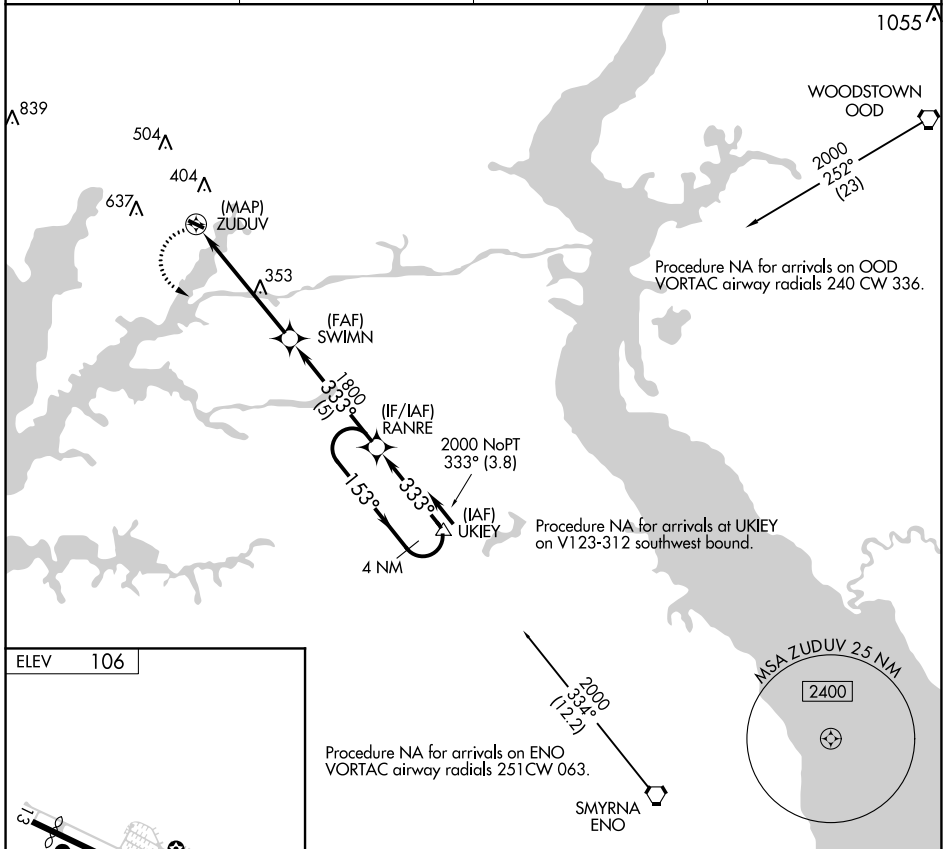 1055
WOODSTOWN
OOD
839
504
2000
252°
(23)
404
637
(MAP)
ZUDUV
Procedure NA for arrivals on OOD
VORTAC airway radials 240 CW 336.
353
(FAF)
SWIMN
1800
333°
(5)
(IF/IAF)
RANRE
2000 NoPT
333° (3.8)
333°
153°
(IAF)
UKIEY
Procedure NA for arrivals at UKIEY
on V123-312 southwest bound.
4 NM
ELEV 106
MSA ZUDUV 25 NM
2400
2000
334°
(12.2)
Procedure NA for arrivals on ENO
VORTAC airway radials 251CW 063.
SMYRNA
ENO
13